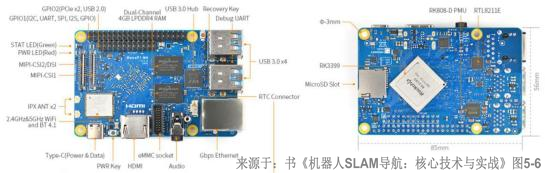 GPIO2(PCIe x2, USB 2.0)
GPIO1(I2C, UART, SPI, I2S, GPIO)
Dual-Channel
4GB LPDDR4 RAM
USB 3.0 Hub
Recovery Key
Debug UART
STAT LED(Green)
PWR LED(Red)
MIPI-CSI2/DSI
MIPI-CSI1
IPX ANT x2
2.4GHz&5GHz WiFi
and BT 4.1
USB 3.0 x4
RTC Connector
HDMI
Type-C(Power & Data)
PWR Key
HDMI
eMMC socket
Audio
Gbps Ethernet
RK808-D PMU
RTL8211E
Φ-3mm
RK3399
MicroSD Slot
56mm
85mm
来源于：书《机器人SLAM导航：核心技术与实战》图5-6